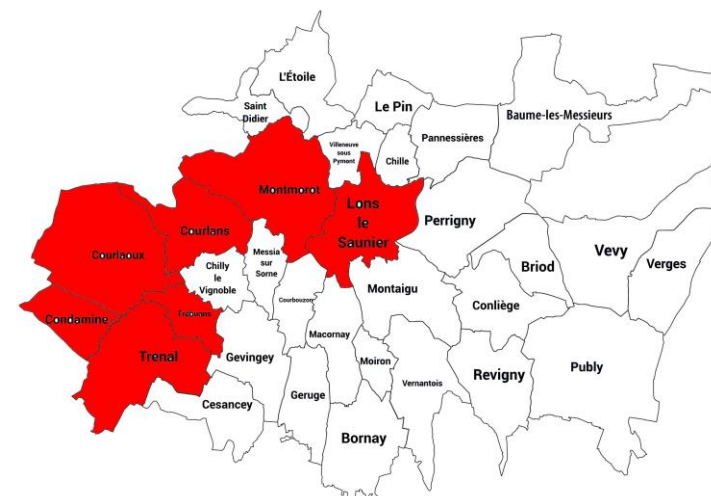 L'Étoile
Saint
Didier
Le Pin
Baume-les-Messieurs
Villeneuve
sous
Pymont
Chille
Pannessières
Montmorot
Lons
le
Saunier
Perrigny
Courlans
Courlaoux
Messia
sur
Sorne
Chilly
le
Vignoble
Briod
Vevy
Verges
Montaigu
Conliège
Courbouzon
Condamine
Frébuans
Macornay
Trenal
Gevingey
Moiron
Publy
Revigny
Vernantois
Cesancey
Geruge
Bornay